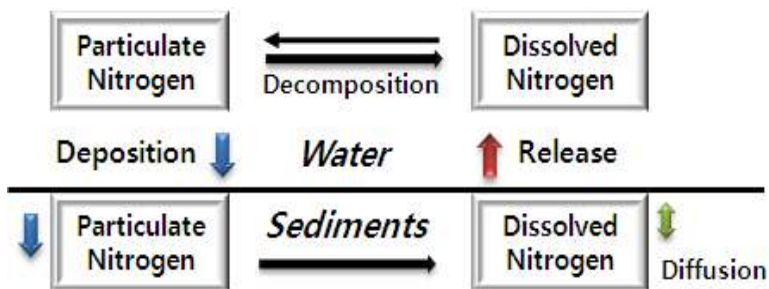 Particulate
Nitrogen
Decomposition
Dissolved
Nitrogen
Deposition
Water
Release
Particulate
Nitrogen
Sediments
Dissolved
Nitrogen
Diffusion